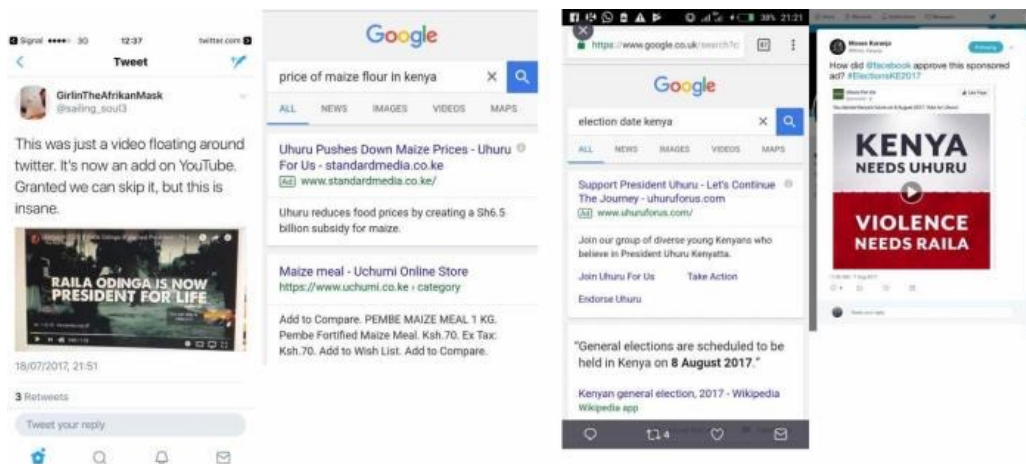 Signal 3G 12:37 twitter.com
Tweet
GirlinTheAfrikanMask
@sailing_soul3
This was just a video floating around
twitter. It's now an add on YouTube.
Granted we can skip it, but this is
insane.
RAILA ODINGA IS NOW
PRESIDENT FOR LIFE
18/07/2017, 21:51
3 Retweets
Tweet your reply
Google
price of maize flour in kenya
ALL NEWS IMAGES VIDEOS MAPS
Uhuru Pushes Down Maize Prices - Uhuru
For Us - standardmedia.co.ke
Ad www.standardmedia.co.ke/
Uhuru reduces food prices by creating a Sh6.5
billion subsidy for maize.
Maize meal - Uchumi Online Store
https://www.uchumi.co.ke › category
Add to Compare. PEMBE MAIZE MEAL 1 KG.
Pembe Fortified Maize Meal. Ksh.70. Ex Tax:
Ksh.70. Add to Wish List. Add to Compare.
38% 21:21
https://www.google.co.uk/search?c
Google
election date kenya
ALL NEWS IMAGES VIDEOS MAPS
Support President Uhuru - Let's Continue
The Journey - uhuruforus.com
Ad www.uhuruforus.com/
Join our group of diverse young Kenyans who
believe in President Uhuru Kenyatta.
Join Uhuru For Us Take Action
Endorse Uhuru
"General elections are scheduled to be
held in Kenya on 8 August 2017."
Kenyan general election, 2017 - Wikipedia
Wikipedia app
4
Moses Karanja
Following
How did @facebook approve this sponsored
ad? #ElectionsKE2017
Uhuru For Us
Like Page
KENYA
NEEDS UHURU
VIOLENCE
NEEDS RAILA